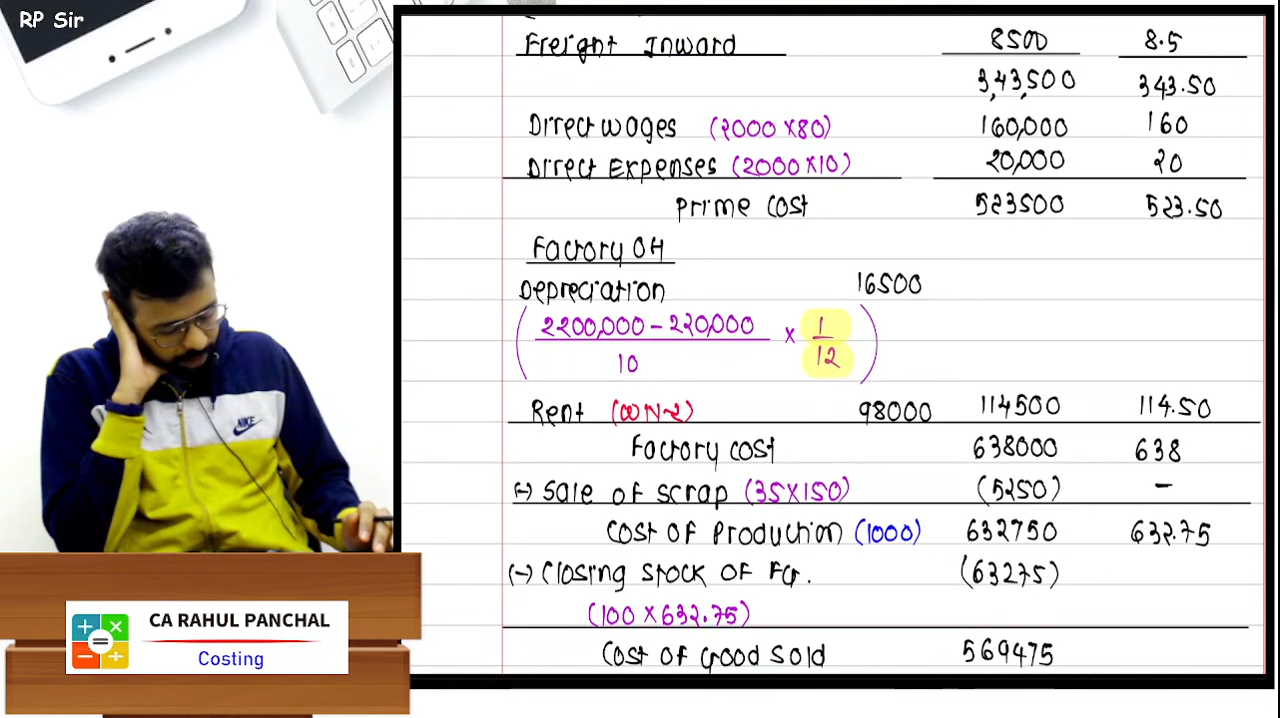 RP Sir
Freight Inward 8500 8.5
3,43,500 343.50
Direct wages (2000 × 80) 160,000 160
Direct Expenses (2000 × 10) 20,000 20
Prime Cost 523500 523.50
Factory OH
Depreciation 16500
(2200,000 - 220,000 / 10 × 1 / 12)
Rent (WN-2) 98000 114500 114.50
Factory cost 638000 638
(-) Sale of scrap (35 × 150) (5250) -
Cost of Production (1000) 632750 632.75
(-) Closing stock of FG. (63275)
(100 × 632.75)
Cost of Good Sold 569475
NIKE
CA RAHUL PANCHAL
Costing